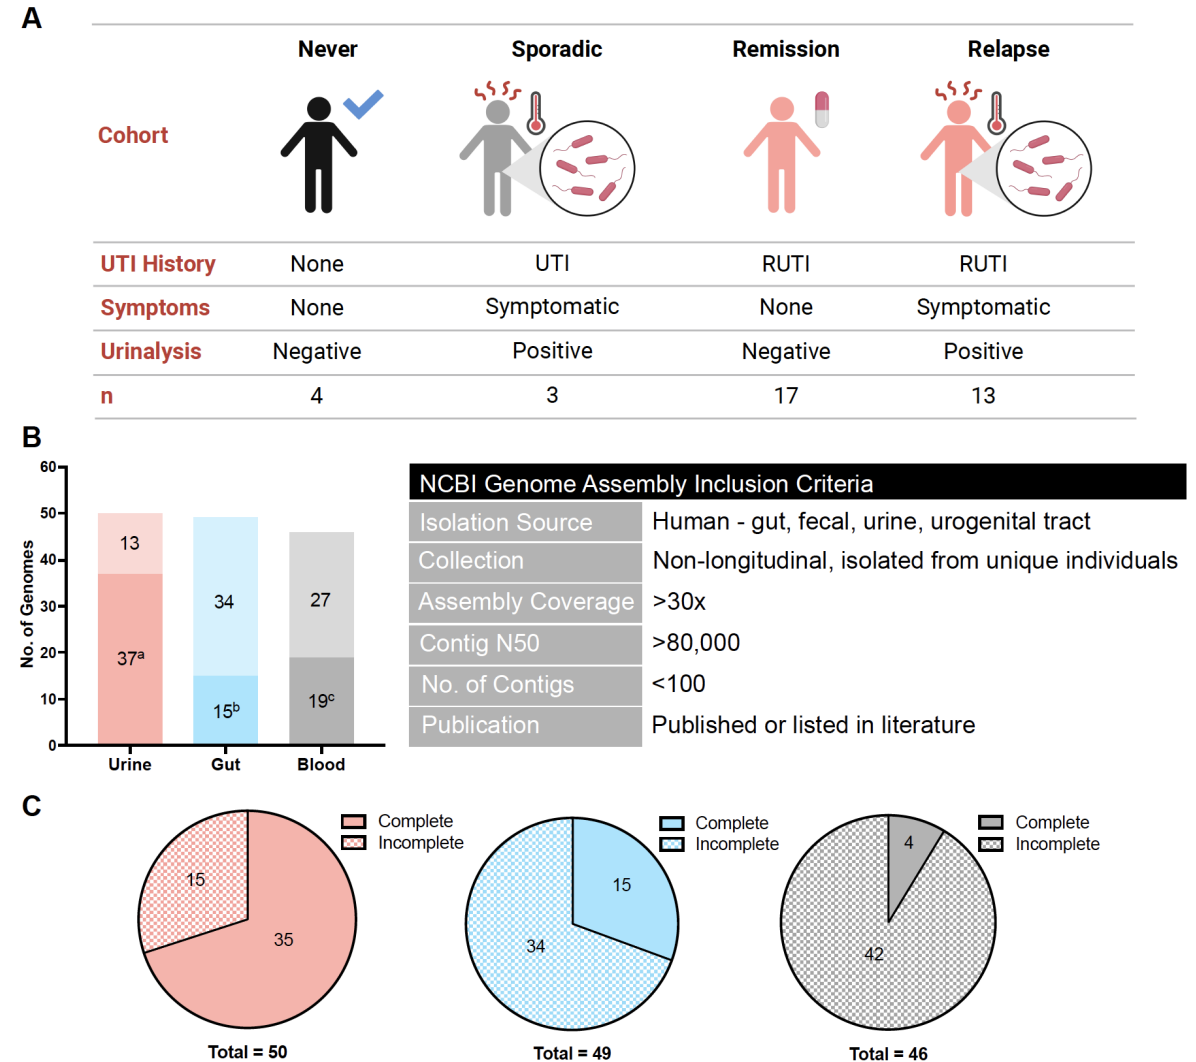 A
Never Sporadic Remission Relapse
Cohort
UTI History None UTI RUTI RUTI
Symptoms None Symptomatic None Symptomatic
Urinalysis Negative Positive Negative Positive
n 4 3 17 13
B
No. of Genomes
60
50
40
30
20
10
0
13
37a
34
15b
27
19c
Urine Gut Blood
NCBI Genome Assembly Inclusion Criteria
Isolation Source Human - gut, fecal, urine, urogenital tract
Collection Non-longitudinal, isolated from unique individuals
Assembly Coverage >30x
Contig N50 >80,000
No. of Contigs <100
Publication Published or listed in literature
C
Complete
Incomplete
15
35
Total = 50
Complete
Incomplete
15
34
Total = 49
Complete
Incomplete
4
42
Total = 46